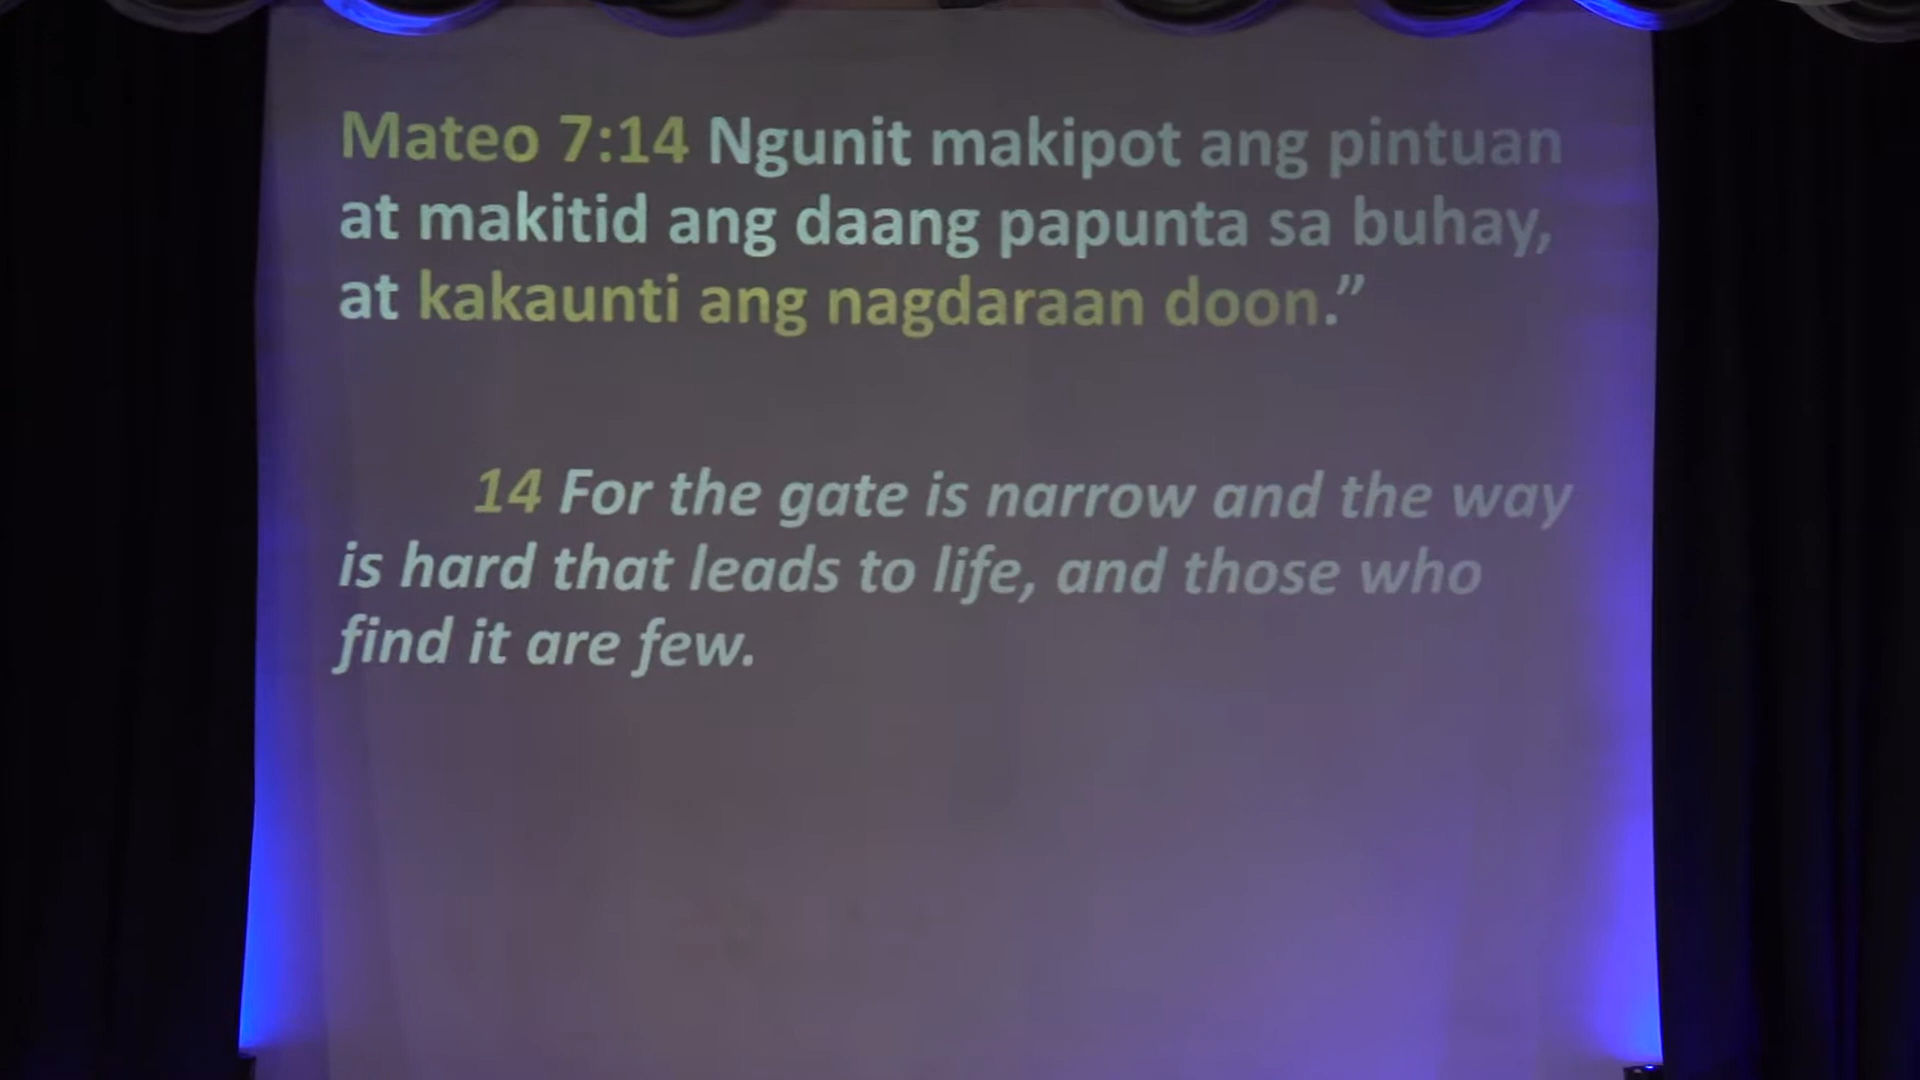 Mateo 7:14 Ngunit makipot ang pintuan
at makitid ang daang papunta sa buhay,
at kakaunti ang nagdaraan doon.”
14 For the gate is narrow and the way
is hard that leads to life, and those who
find it are few.